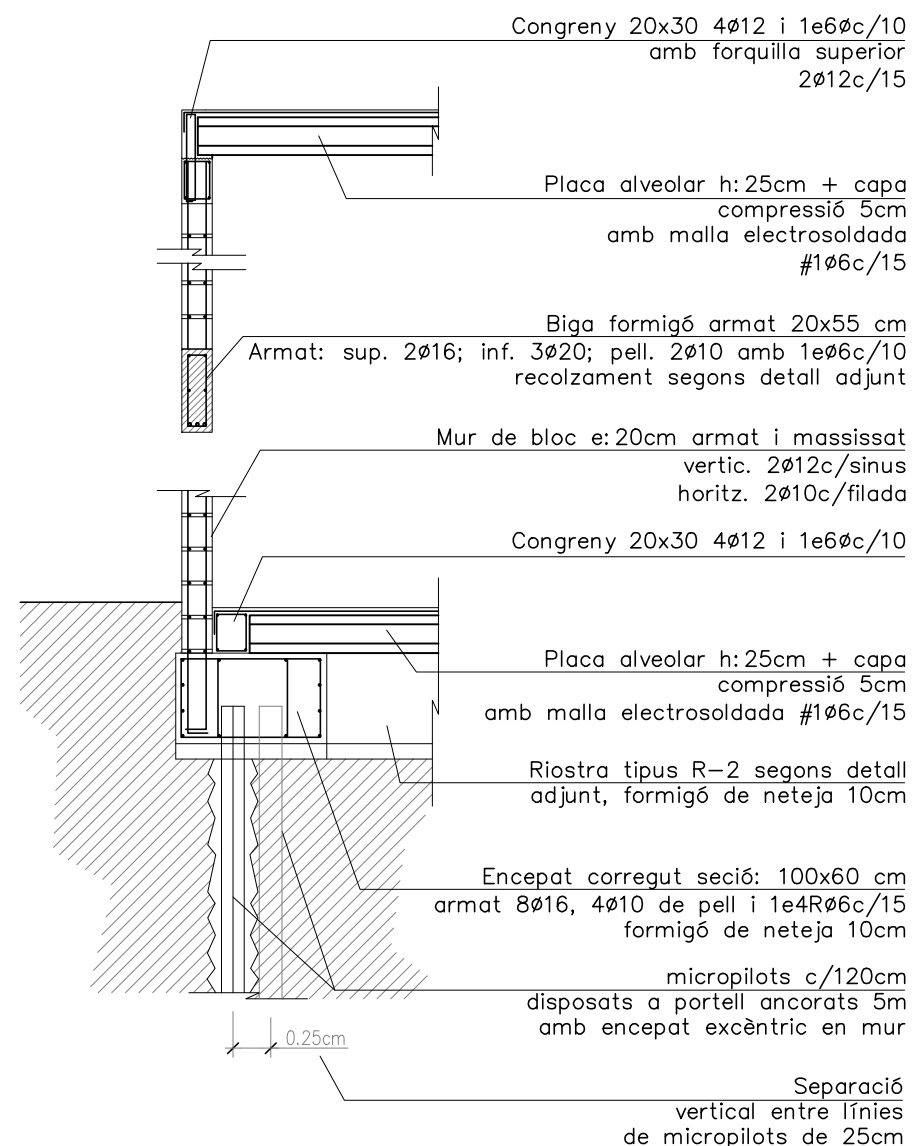 Congreny 20x30 4ø12 i 1e6øc/10
amb forquilla superior
2ø12c/15
Placa alveolar h:25cm + capa
compressió 5cm
amb malla electrosoldada
#1ø6c/15
Biga formigó armat 20x55 cm
Armat: sup. 2ø16; inf. 3ø20; pell. 2ø10 amb 1eø6c/10
recolzament segons detall adjunt
Mur de bloc e:20cm armat i massissat
vertic. 2ø12c/sinus
horitz. 2ø10c/filada
Congreny 20x30 4ø12 i 1e6øc/10
Placa alveolar h:25cm + capa
compressió 5cm
amb malla electrosoldada #1ø6c/15
Riostra tipus R-2 segons detall
adjunt, formigó de neteja 10cm
Encepat corregut seció: 100x60 cm
armat 8ø16, 4ø10 de pell i 1e4Rø6c/15
formigó de neteja 10cm
micropilots c/120cm
disposats a portell ancorats 5m
amb encepat excèntric en mur
0.25cm
Separació
vertical entre línies
de micropilots de 25cm